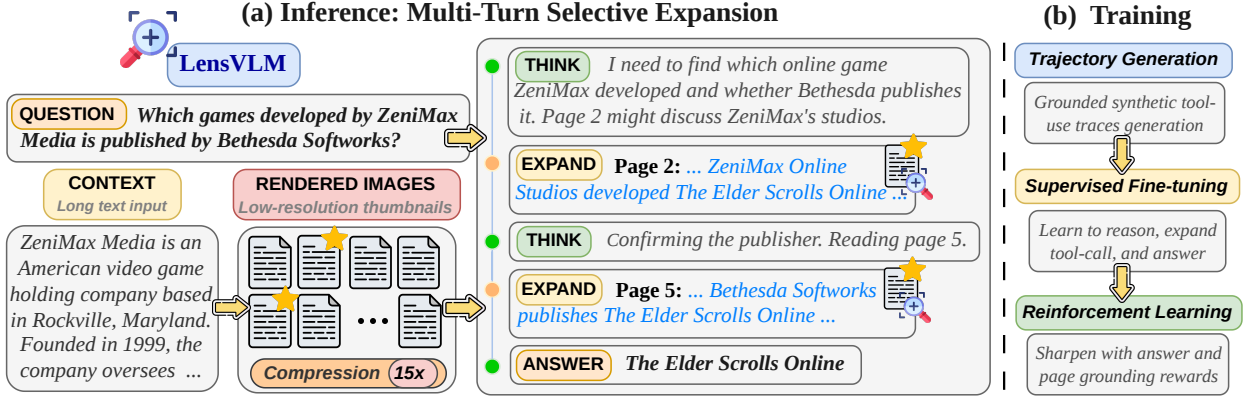 (a) Inference: Multi-Turn Selective Expansion
LensVLM
QUESTION Which games developed by ZeniMax
Media is published by Bethesda Softworks?
CONTEXT
Long text input
ZeniMax Media is an
American video game
holding company based
in Rockville, Maryland.
Founded in 1999, the
company oversees ...
RENDERED IMAGES
Low-resolution thumbnails
...
Compression 15x
THINK I need to find which online game
ZeniMax developed and whether Bethesda publishes
it. Page 2 might discuss ZeniMax's studios.
EXPAND Page 2: ... ZeniMax Online
Studios developed The Elder Scrolls Online ...
THINK Confirming the publisher. Reading page 5.
EXPAND Page 5: ... Bethesda Softworks
publishes The Elder Scrolls Online ...
ANSWER The Elder Scrolls Online
(b) Training
Trajectory Generation
Grounded synthetic tool-
use traces generation
Supervised Fine-tuning
Learn to reason, expand
tool-call, and answer
Reinforcement Learning
Sharpen with answer and
page grounding rewards